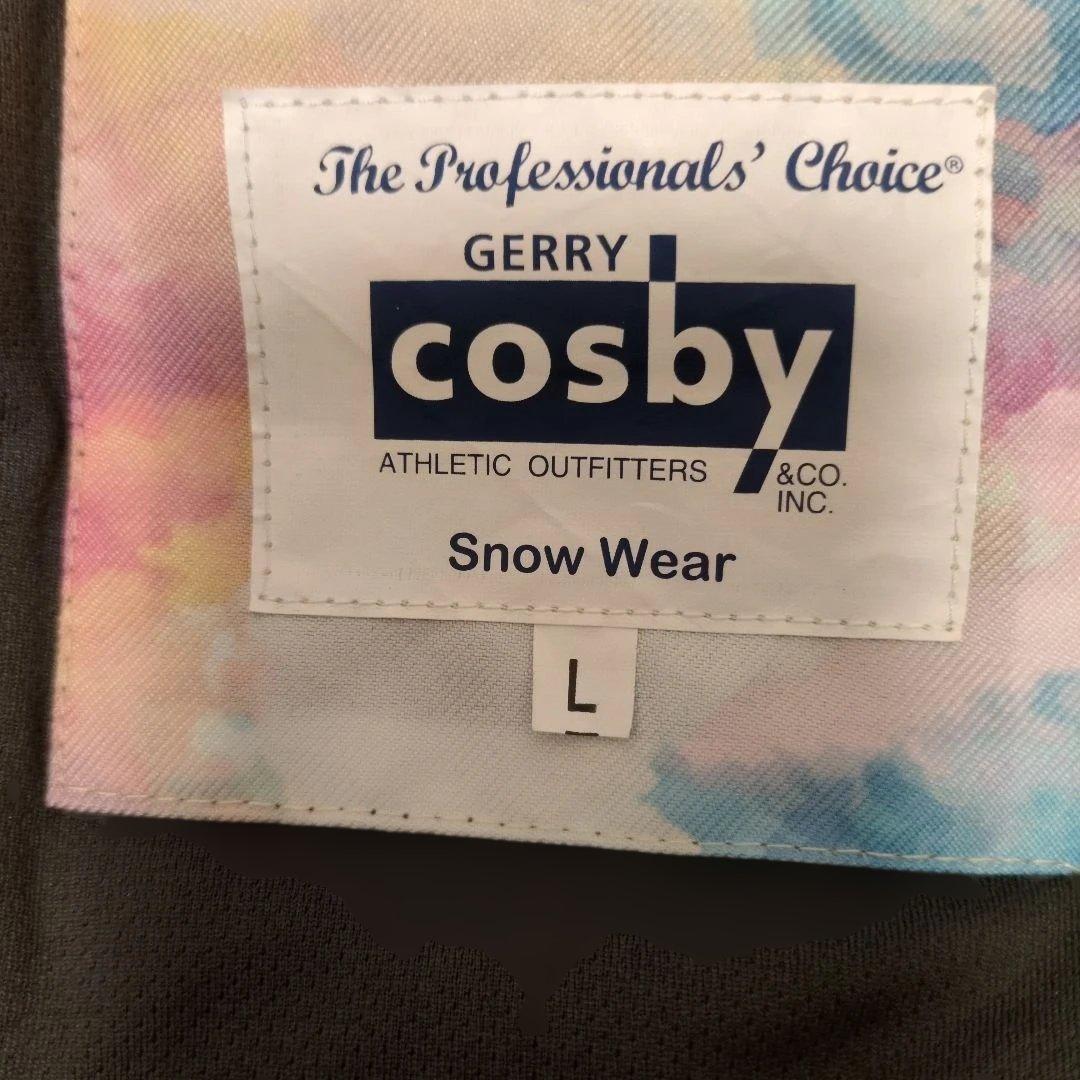 The Professionals' Choice®
GERRY
cosby
ATHLETIC OUTFITTERS &CO.
INC.
Snow Wear
L